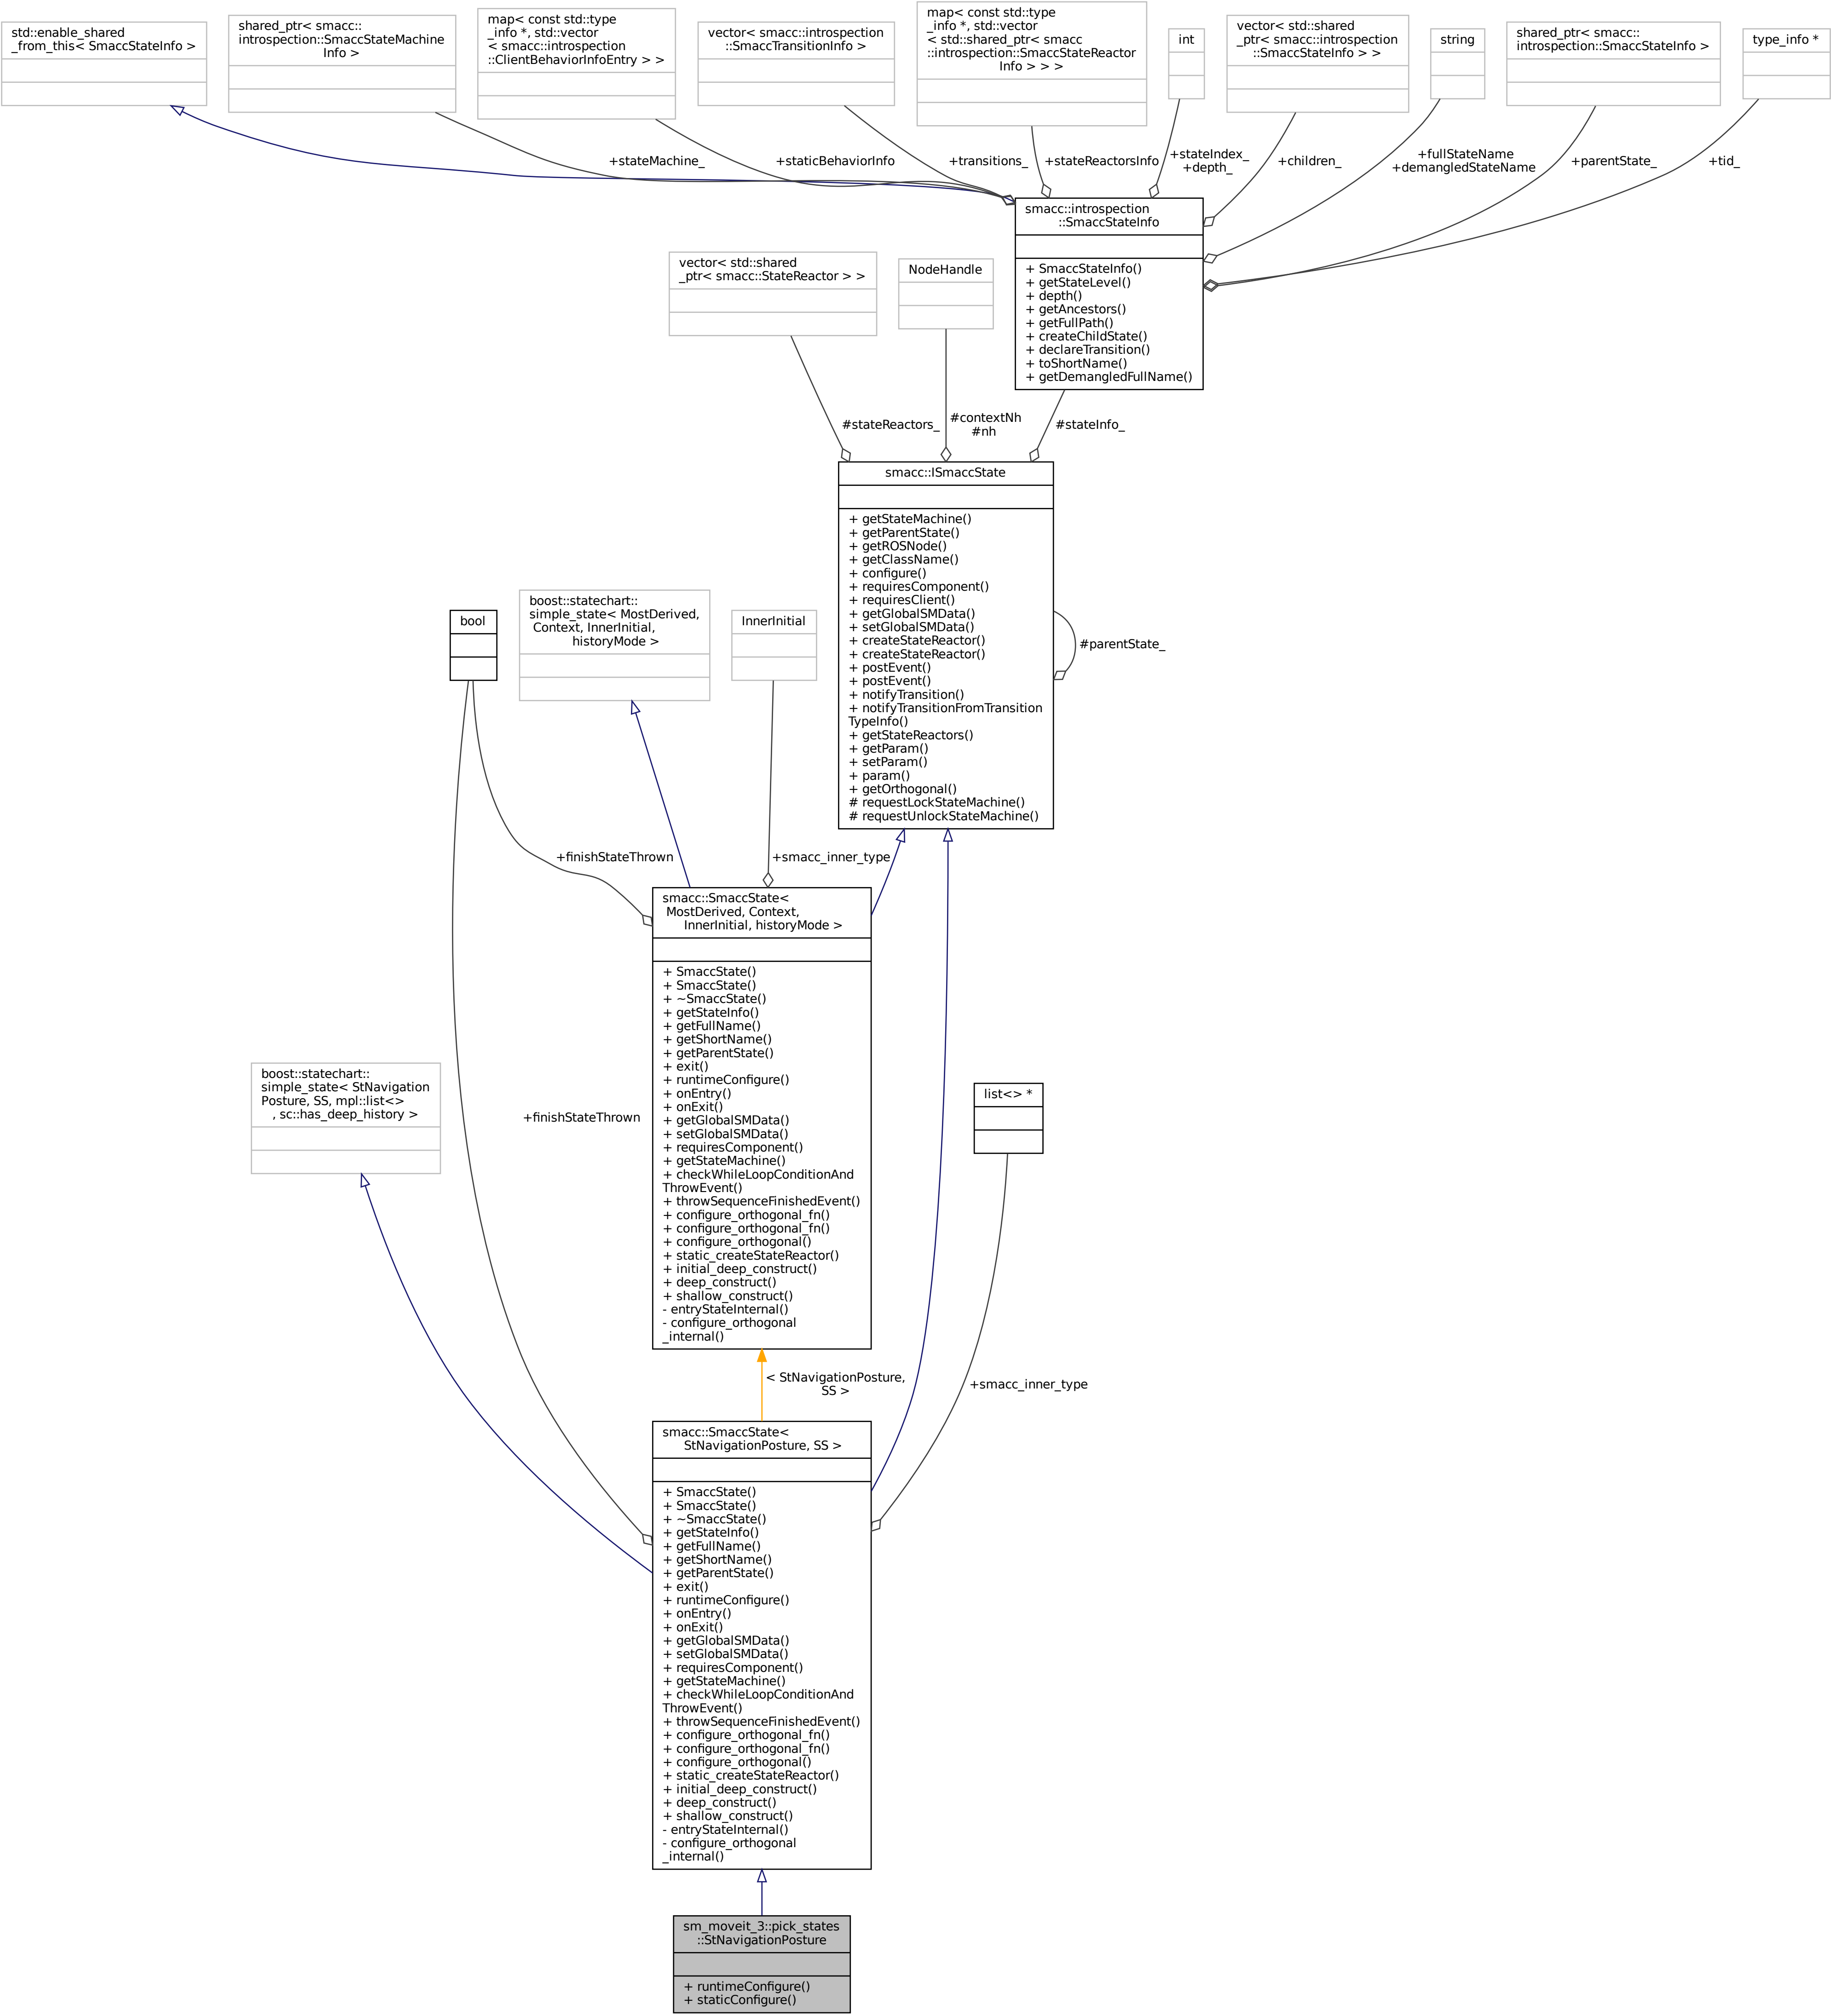 std::enable_shared
_from_this< SmaccStateInfo >
shared_ptr< smacc::
introspection::SmaccStateMachine
Info >
map< const std::type
_info *, std::vector
< smacc::introspection
::ClientBehaviorInfoEntry > >
vector< smacc::introspection
::SmaccTransitionInfo >
map< const std::type
_info *, std::vector
< std::shared_ptr< smacc
::introspection::SmaccStateReactor
Info > > >
int
vector< std::shared
_ptr< smacc::introspection
::SmaccStateInfo > >
string
shared_ptr< smacc::
introspection::SmaccStateInfo >
type_info *
+stateMachine_
+staticBehaviorInfo
+transitions_
+stateReactorsInfo
+stateIndex_
+depth_
+children_
+fullStateName
+demangledStateName
+parentState_
+tid_
smacc::introspection
::SmaccStateInfo
+ SmaccStateInfo()
+ getStateLevel()
+ depth()
+ getAncestors()
+ getFullPath()
+ createChildState()
+ declareTransition()
+ toShortName()
+ getDemangledFullName()
vector< std::shared
_ptr< smacc::StateReactor > >
NodeHandle
#stateReactors_
#contextNh
#nh
#stateInfo_
smacc::ISmaccState
+ getStateMachine()
+ getParentState()
+ getROSNode()
+ getClassName()
+ configure()
+ requiresComponent()
+ requiresClient()
+ getGlobalSMData()
+ setGlobalSMData()
+ createStateReactor()
+ createStateReactor()
+ postEvent()
+ postEvent()
+ notifyTransition()
+ notifyTransitionFromTransition
TypeInfo()
+ getStateReactors()
+ getParam()
+ setParam()
+ param()
+ getOrthogonal()
# requestLockStateMachine()
# requestUnlockStateMachine()
#parentState_
bool
boost::statechart::
simple_state< MostDerived,
Context, InnerInitial,
historyMode >
InnerInitial
+finishStateThrown
+smacc_inner_type
smacc::SmaccState<
MostDerived, Context,
InnerInitial, historyMode >
+ SmaccState()
+ SmaccState()
+ ~SmaccState()
+ getStateInfo()
+ getFullName()
+ getShortName()
+ getParentState()
+ exit()
+ runtimeConfigure()
+ onEntry()
+ onExit()
+ getGlobalSMData()
+ setGlobalSMData()
+ requiresComponent()
+ getStateMachine()
+ checkWhileLoopConditionAnd
ThrowEvent()
+ throwSequenceFinishedEvent()
+ configure_orthogonal_fn()
+ configure_orthogonal_fn()
+ configure_orthogonal()
+ static_createStateReactor()
+ initial_deep_construct()
+ deep_construct()
+ shallow_construct()
- entryStateInternal()
- configure_orthogonal
_internal()
boost::statechart::
simple_state< StNavigation
Posture, SS, mpl::list<>
, sc::has_deep_history >
+finishStateThrown
list<> *
< StNavigationPosture,
SS >
+smacc_inner_type
smacc::SmaccState<
StNavigationPosture, SS >
+ SmaccState()
+ SmaccState()
+ ~SmaccState()
+ getStateInfo()
+ getFullName()
+ getShortName()
+ getParentState()
+ exit()
+ runtimeConfigure()
+ onEntry()
+ onExit()
+ getGlobalSMData()
+ setGlobalSMData()
+ requiresComponent()
+ getStateMachine()
+ checkWhileLoopConditionAnd
ThrowEvent()
+ throwSequenceFinishedEvent()
+ configure_orthogonal_fn()
+ configure_orthogonal_fn()
+ configure_orthogonal()
+ static_createStateReactor()
+ initial_deep_construct()
+ deep_construct()
+ shallow_construct()
- entryStateInternal()
- configure_orthogonal
_internal()
sm_moveit_3::pick_states
::StNavigationPosture
+ runtimeConfigure()
+ staticConfigure()